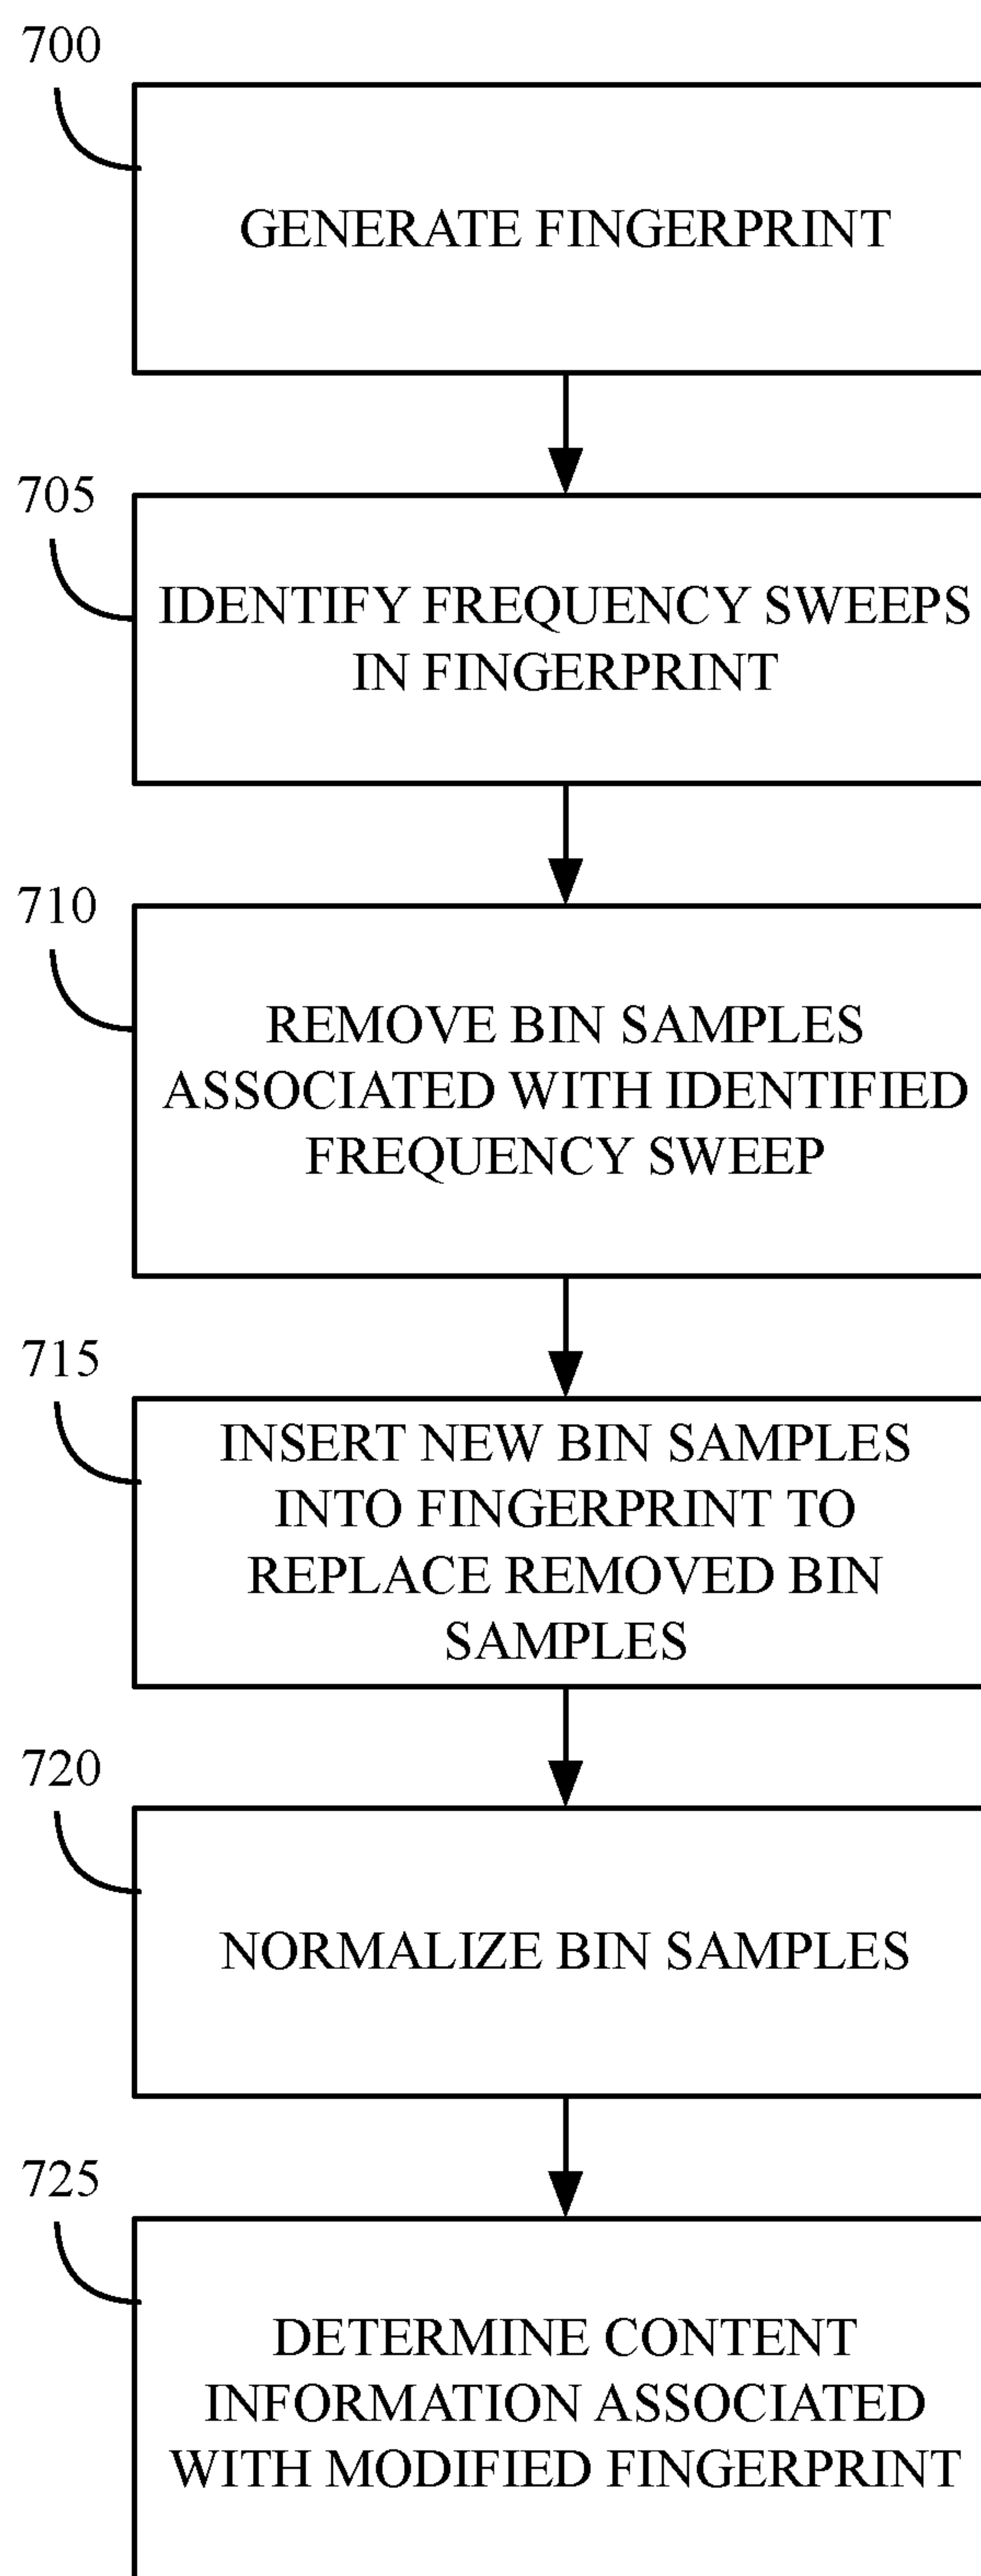 700
GENERATE FINGERPRINT
705
IDENTIFY FREQUENCY SWEEPS
IN FINGERPRINT
710
REMOVE BIN SAMPLES
ASSOCIATED WITH IDENTIFIED
FREQUENCY SWEEP
715
INSERT NEW BIN SAMPLES
INTO FINGERPRINT TO
REPLACE REMOVED BIN
SAMPLES
720
NORMALIZE BIN SAMPLES
725
DETERMINE CONTENT
INFORMATION ASSOCIATED
WITH MODIFIED FINGERPRINT